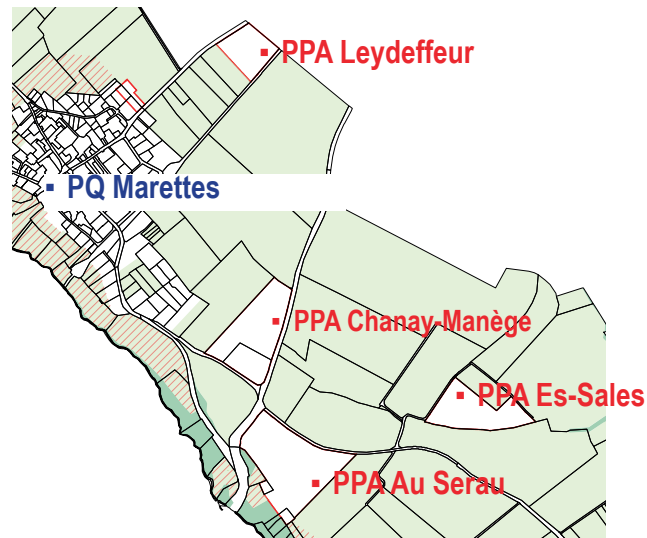 PPA Leydeffeur
PQ Marettes
PPA Chanay-Manège
PPA Es-Sales
PPA Au Serau